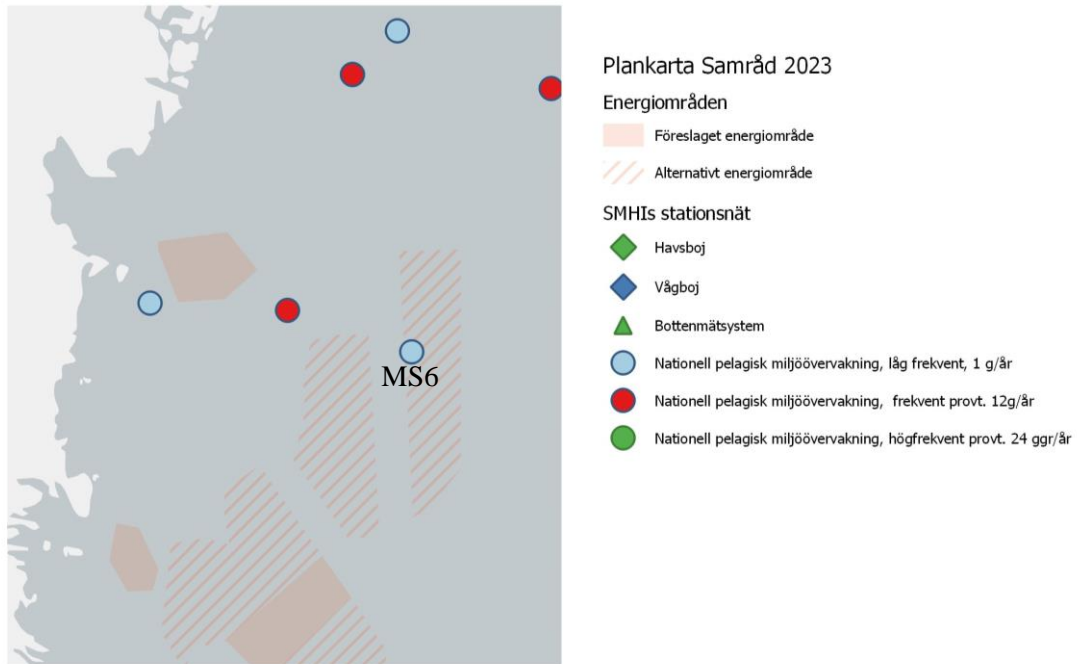 MS6
Plankarta Samråd 2023
Energiområden
Föreslaget energiområde
Alternativt energiområde
SMHIs stationsnät
Havsboj
Vågboj
Bottenmätsystem
Nationell pelagisk miljöövervakning, låg frekvent, 1 g/år
Nationell pelagisk miljöövervakning, frekvent provt. 12g/år
Nationell pelagisk miljöövervakning, högfrekvent provt. 24 ggr/år